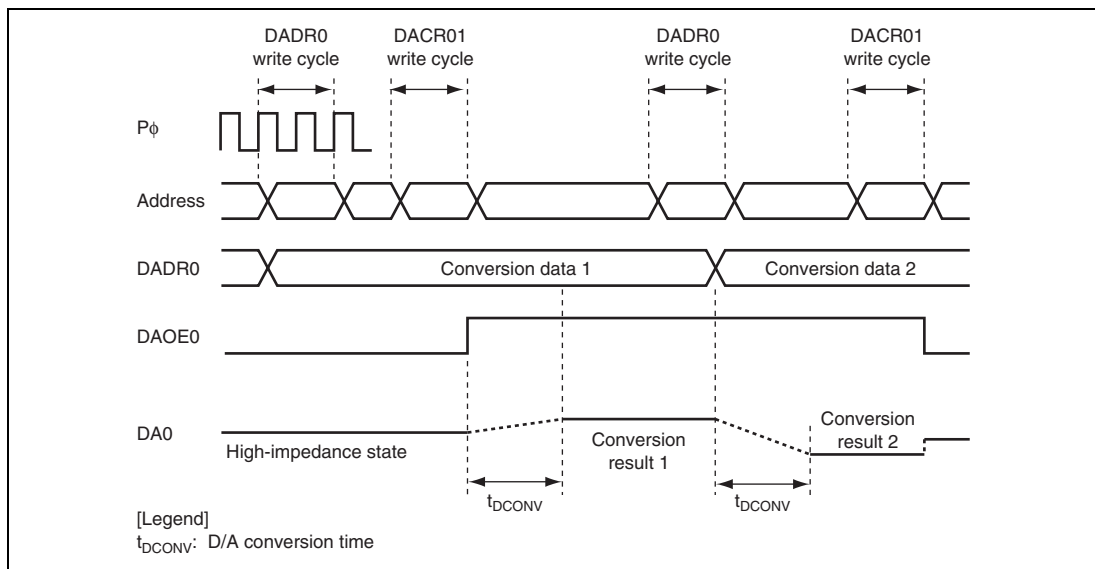 DADR0
write cycle
DACR01
write cycle
DADR0
write cycle
DACR01
write cycle
Pϕ
Address
DADR0
Conversion data 1
Conversion data 2
DAOE0
DA0
High-impedance state
Conversion
result 1
Conversion
result 2
tDCONV
tDCONV
[Legend]
tDCONV: D/A conversion time